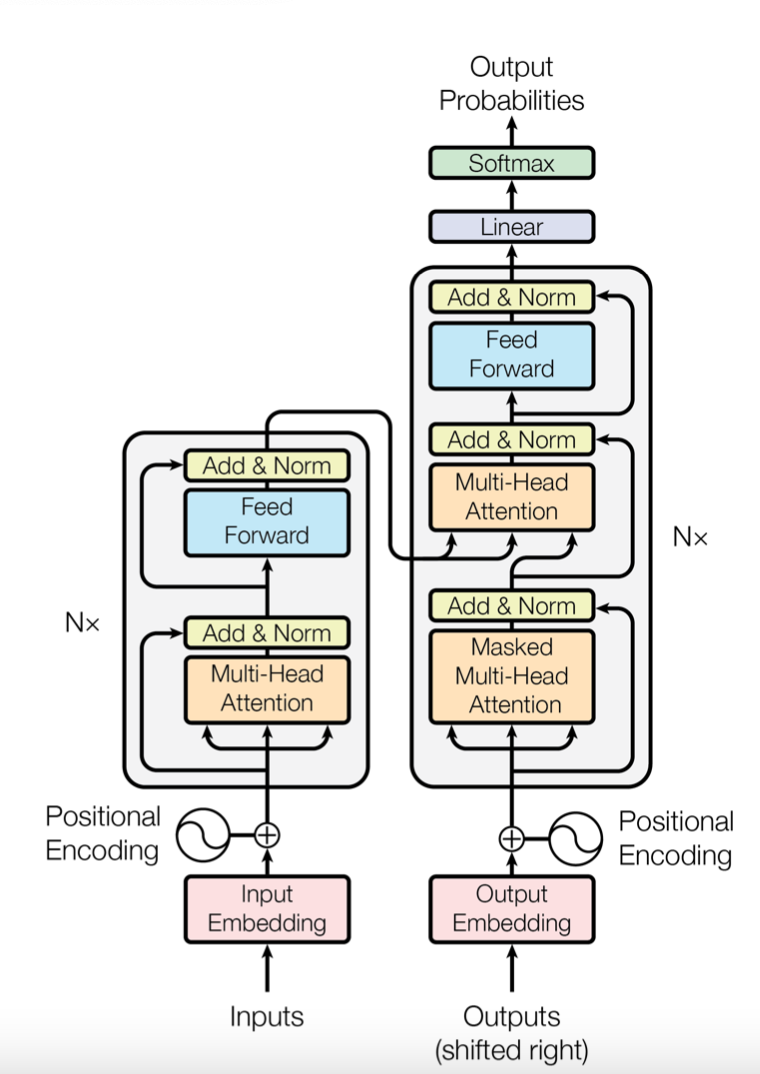 Output
Probabilities
Softmax
Linear
Add & Norm
Feed
Forward
Add & Norm
Multi-Head
Attention
Add & Norm
Masked
Multi-Head
Attention
Nx
Add & Norm
Feed
Forward
Add & Norm
Multi-Head
Attention
Nx
Positional
Encoding
Positional
Encoding
Input
Embedding
Output
Embedding
Inputs
Outputs
(shifted right)